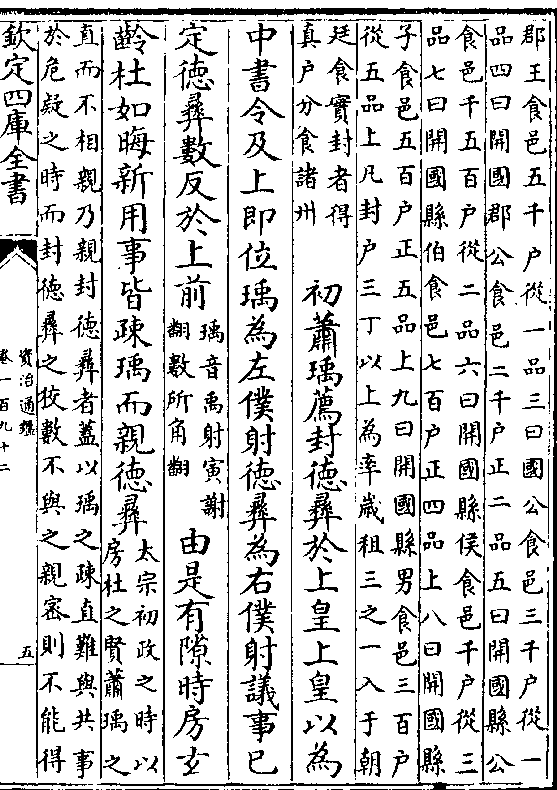 郡王食邑五千户從一品三曰國公食邑三千户從一
品四曰開國郡公食邑二千户正二品五曰開國縣公
食邑千五百户從二品六曰開國縣侯食邑千户從三
品七曰開國縣伯食邑七百户正四品上八曰開國縣
子食邑五百户正五品上九曰開國縣男食邑三百户
從五品上凡封户三丁以上為率歲租三之一入于朝
廷食實封者得
真户分食諸州
初蕭瑀薦封德彝於上皇上皇以為
中書令及上即位瑀為左僕射德彝為右僕射議事已
定德彝數反於上前
瑀音禹射寅謝
翻數所角翻
由是有隙時房玄
齡杜如晦新用事皆疎瑀而親德彝
太宗初政之時以
房杜之賢蕭瑀之
直而不相親乃親封德彝者蓋以瑀之疎直難與共事
於危疑之時而封德彝之狡數不與之親密則不能得
欽定四庫全書
資治通鑑
卷一百九十二
五